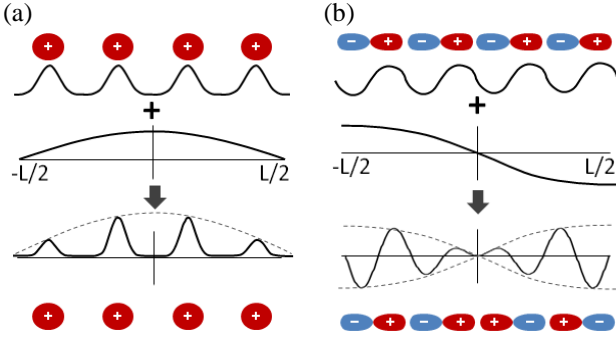 (a)
+ + + +
+
-L/2 L/2
+ + + +
(b)
− + − + − + − +
+
-L/2 L/2
− + − + + − + −